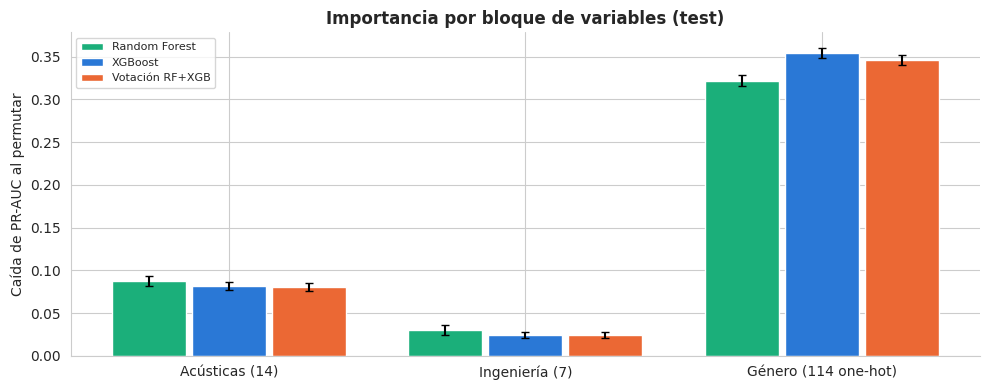 Importancia por bloque de variables (test)
Random Forest
XGBoost
Votación RF+XGB
Caída de PR-AUC al permutar
0.35
0.30
0.25
0.20
0.15
0.10
0.05
0.00
Acústicas (14)
Ingeniería (7)
Género (114 one-hot)